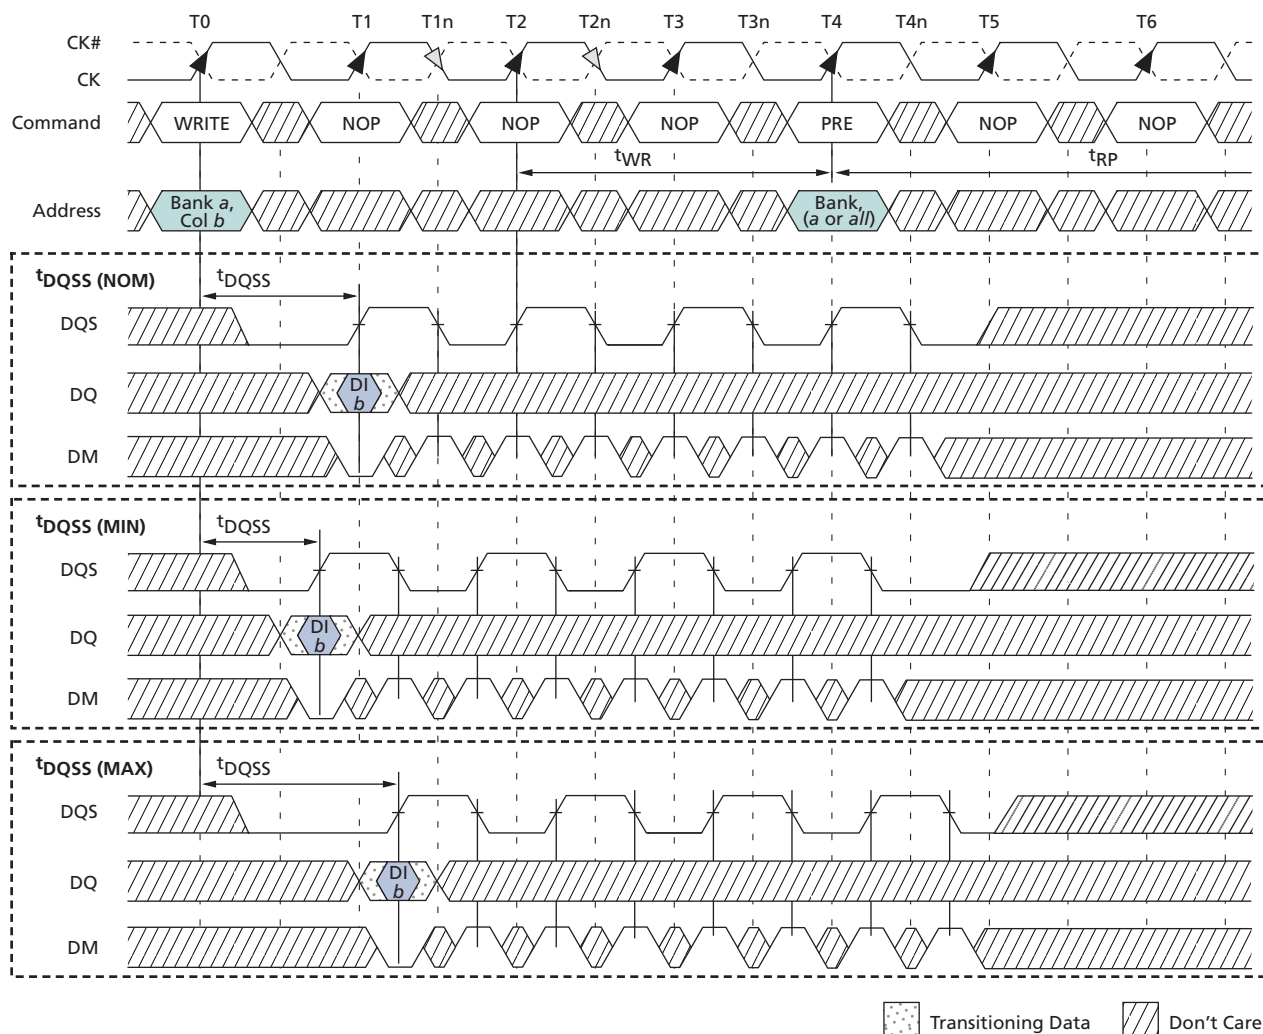 T0 T1 T1n T2 T2n T3 T3n T4 T4n T5 T6
CK#
CK
Command WRITE NOP NOP NOP PRE NOP NOP
tWR tRP
Address Bank a, Col b Bank, (a or all)
tDQSS (NOM) tDQSS
DQS
DQ DI b
DM
tDQSS (MIN) tDQSS
DQS
DQ DI b
DM
tDQSS (MAX) tDQSS
DQS
DQ DI b
DM
Transitioning Data Don't Care